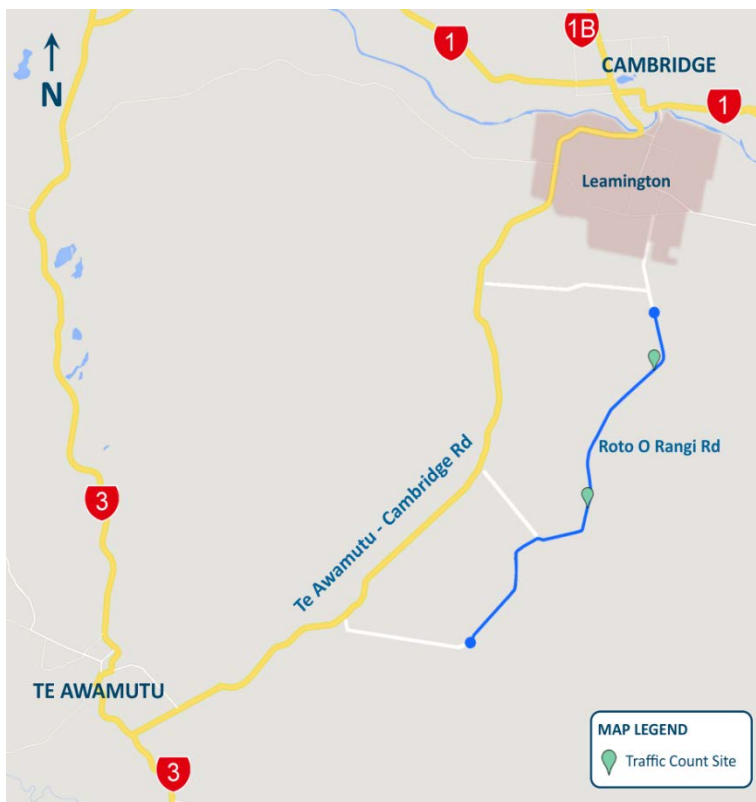 1B
1
CAMBRIDGE
N
1
Leamington
Roto O Rangi Rd
3
Te Awamutu - Cambridge Rd
TE AWAMUTU
3
MAP LEGEND
Traffic Count Site